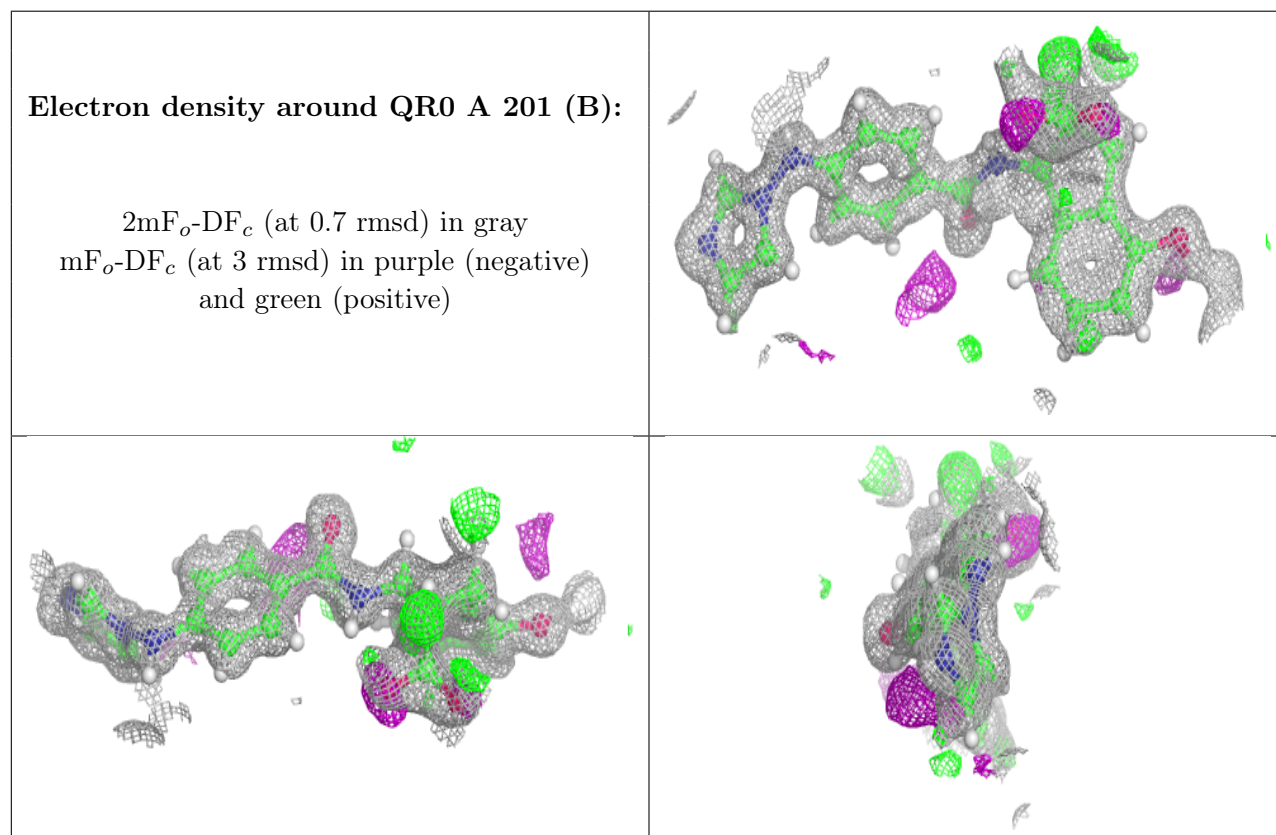 Electron density around QR0 A 201 (B):
2mFo-DFc (at 0.7 rmsd) in gray
mFo-DFc (at 3 rmsd) in purple (negative)
and green (positive)